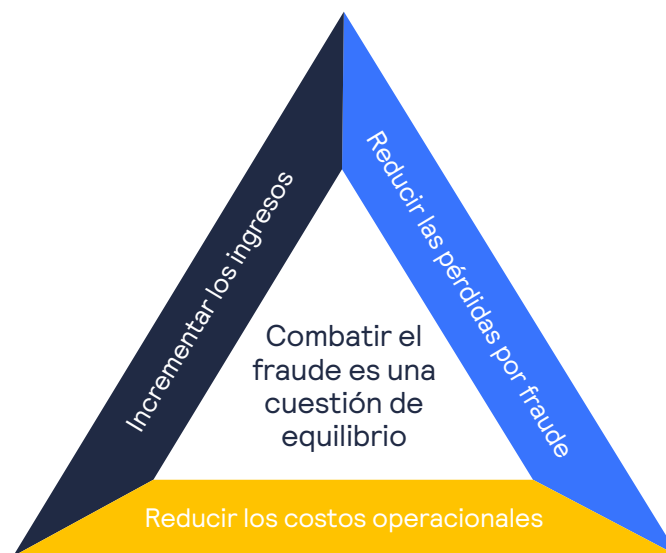 Incrementar los ingresos
Reducir las pérdidas por fraude
Combatir el
fraude es una
cuestión de
equilibrio
Reducir los costos operacionales